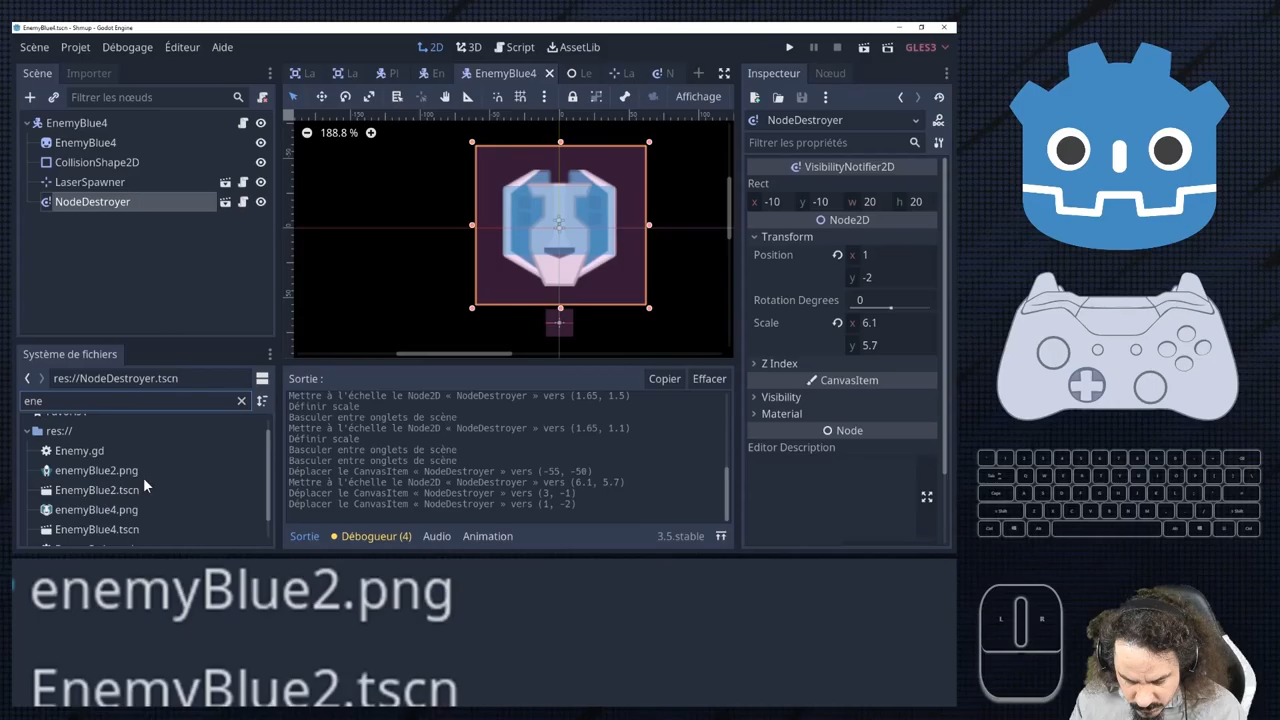 EnemyBlue4.tscn - Shmup - Godot Engine
Scène Projet Débogage Éditeur Aide
2D 3D Script AssetLib
GLES3
Scène Importer
La La Pl En EnemyBlue4 Le La N
Inspecteur Nœud
Filtrer les nœuds
Affichage
EnemyBlue4
EnemyBlue4
CollisionShape2D
LaserSpawner
NodeDestroyer
188.8 %
NodeDestroyer
Filtrer les propriétés
VisibilityNotifier2D
Rect
x -10 y -10 w 20 h 20
Node2D
Transform
Position x 1
y -2
Rotation Degrees 0
Scale x 6.1
y 5.7
Z Index
CanvasItem
Visibility
Material
Node
Editor Description
Système de fichiers
res://NodeDestroyer.tscn
ene
res://
Enemy.gd
enemyBlue2.png
EnemyBlue2.tscn
enemyBlue4.png
EnemyBlue4.tscn
Sortie :
Copier Effacer
Mettre à l'échelle le Node2D « NodeDestroyer » vers (1.65, 1.5)
Définir scale
Basculer entre onglets de scène
Mettre à l'échelle le Node2D « NodeDestroyer » vers (1.65, 1.1)
Définir scale
Basculer entre onglets de scène
Basculer entre onglets de scène
Déplacer le CanvasItem « NodeDestroyer » vers (-55, -50)
Mettre à l'échelle le Node2D « NodeDestroyer » vers (6.1, 5.7)
Déplacer le CanvasItem « NodeDestroyer » vers (3, -1)
Déplacer le CanvasItem « NodeDestroyer » vers (1, -2)
Sortie Débogueur (4) Audio Animation
3.5.stable
enemyBlue2.png
EnemyBlue2.tscn
L R